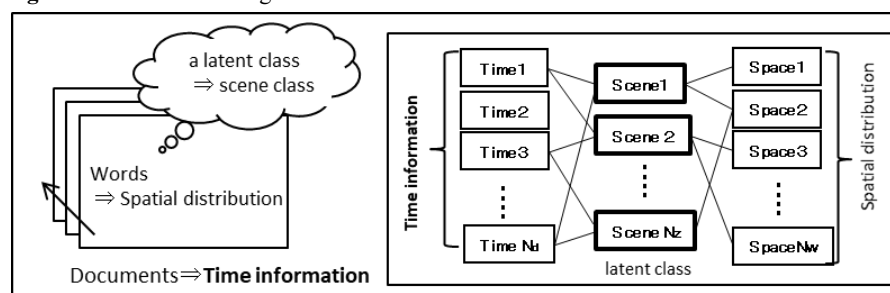 a latent class
⇒ scene class
Words
⇒ Spatial distribution
Documents⇒Time information
Time information
Time1
Time2
Time3
Time Nd
Scene1
Scene 2
Scene Nz
latent class
Space1
Space2
Space3
SpaceNw
Spatial distribution